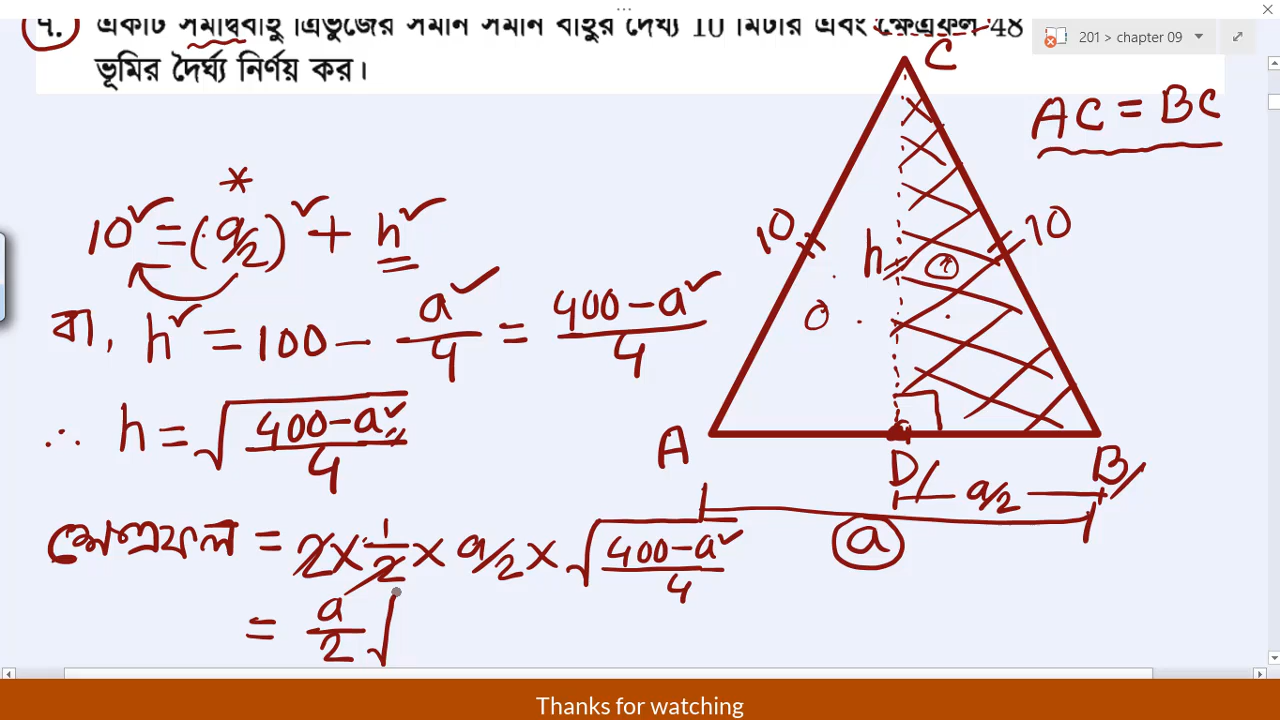 ৭. একটি সমদ্বিবাহু ত্রিভুজের সমান সমান বাহুর দৈর্ঘ্য 10 মিটার এবং ক্ষেত্রফল 48
ভূমির দৈর্ঘ্য নির্ণয় কর।
201 > chapter 09
C
AC = BC
*
10² = (a/2)² + h²
10
h
10
বা, h² = 100 - a²/4 = (400-a²)/4
∴ h = √((400-a²)/4)
A
D
B
a/2
a
ক্ষেত্রফল = 2 × 1/2 × a/2 × √((400-a²)/4)
= a/2 √
Thanks for watching